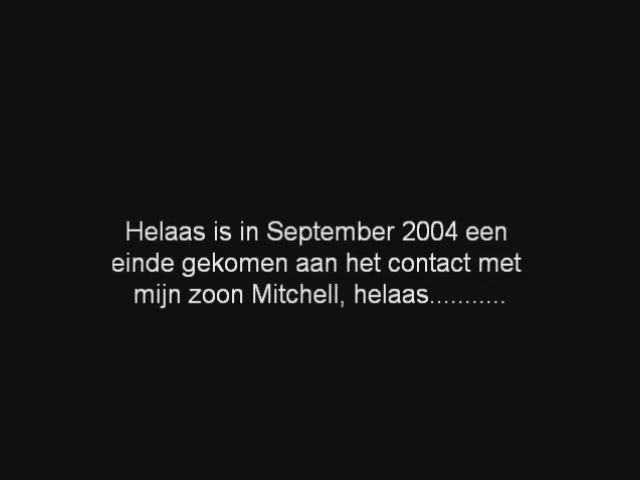 Helaas is in September 2004 een
einde gekomen aan het contact met
mijn zoon Mitchell, helaas...........